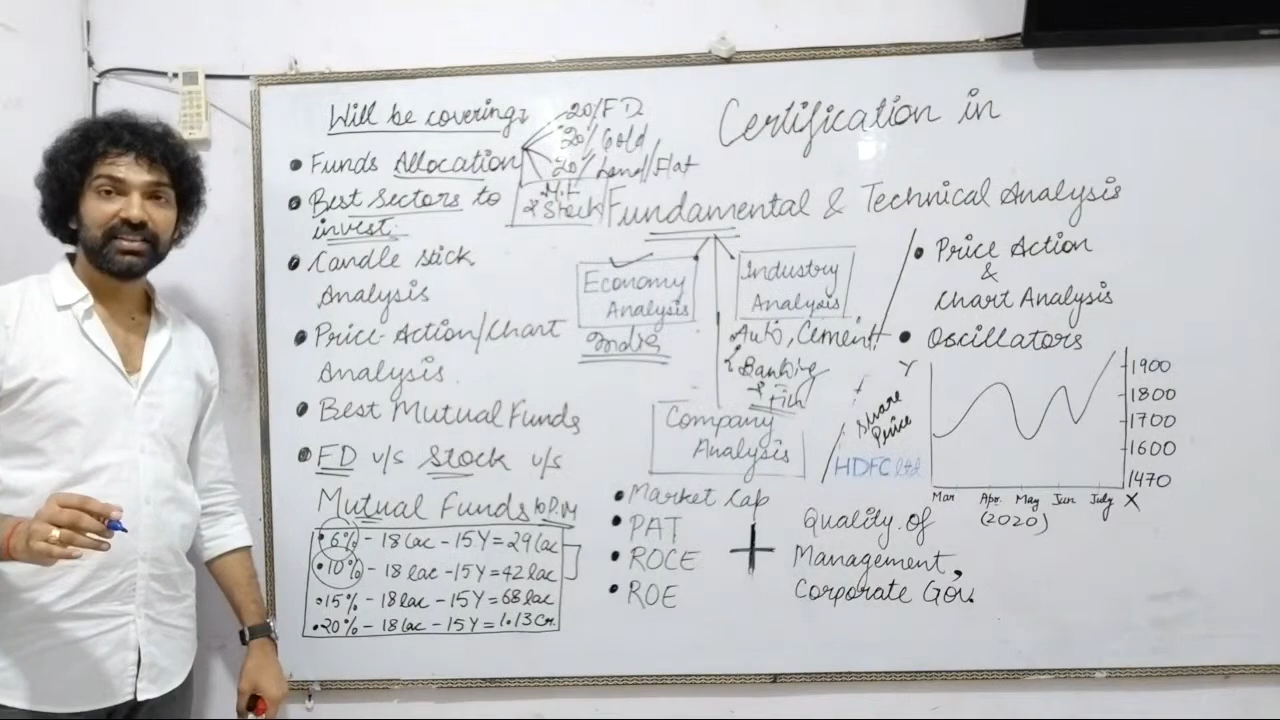 Will be covering:
20/FD
20% Gold
20% Land/Flat
M.F
& Stock
• Funds Allocation
• Best Sectors to
invest.
• Candle stick
Analysis
• Price-Action/Chart
Analysis.
• Best Mutual Funds
• FD v/s Stock v/s
Mutual Funds 10 P.M
• 6% - 18 lac - 15Y = 29 lac
• 10% - 18 lac - 15Y = 42 lac
• 15% - 18 lac - 15Y = 68 lac
• 20% - 18 lac - 15Y = 1.13 Cr.
Certification in
Fundamental & Technical Analysis
Economy
Analysis
India
Industry
Analysis
Auto, Cement,
Banking
& Fin
Company
Analysis
• Market Cap
• PAT
• ROCE
• ROE
+
Quality of
Management,
Corporate Gov.
• Price Action
&
Chart Analysis
• Oscillators
Y
Share
Price
HDFC ltd
1900
1800
1700
1600
1470
Mar Apr. May Jun July X
(2020)